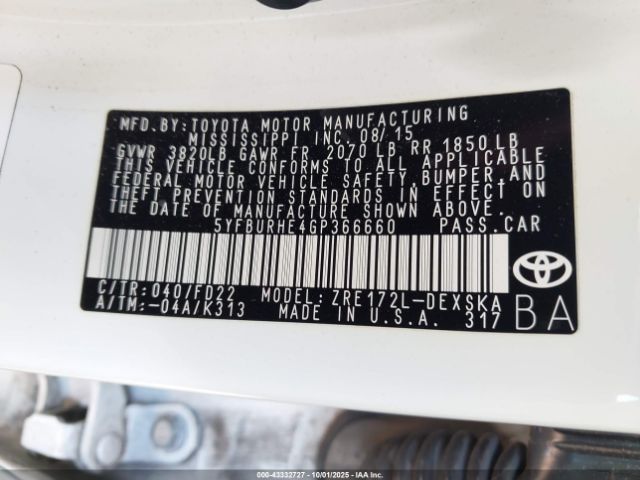 MFD.BY:TOYOTA MOTOR MANUFACTURING
MISSISSIPPI, INC. 08/15
GVWR 3820LB GAWR FR 2070 LB RR 1850 LB
THIS VEHICLE CONFORMS TO ALL APPLICABLE
FEDERAL MOTOR VEHICLE SAFETY, BUMPER, AND
THEFT PREVENTION STANDARDS IN EFFECT ON
THE DATE OF MANUFACTURE SHOWN ABOVE.
5YFBURHE4GP366660 PASS.CAR
C/TR:040/FD22 MODEL:ZRE172L-DEXSKA
A/TM:-04A/K313 MADE IN U.S.A. 317
BA
000-43332727 - 10/01/2025 - IAA Inc.